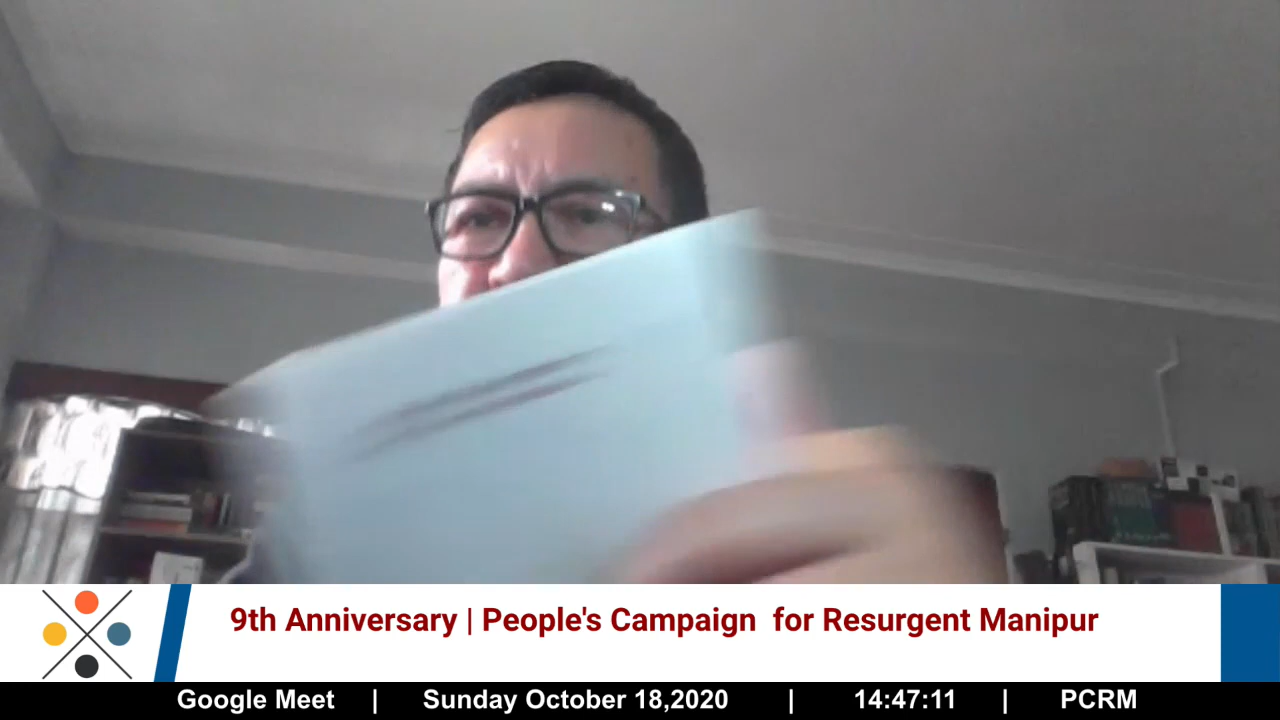 9th Anniversary | People's Campaign for Resurgent Manipur
Google Meet | Sunday October 18,2020 | 14:47:11 | PCRM